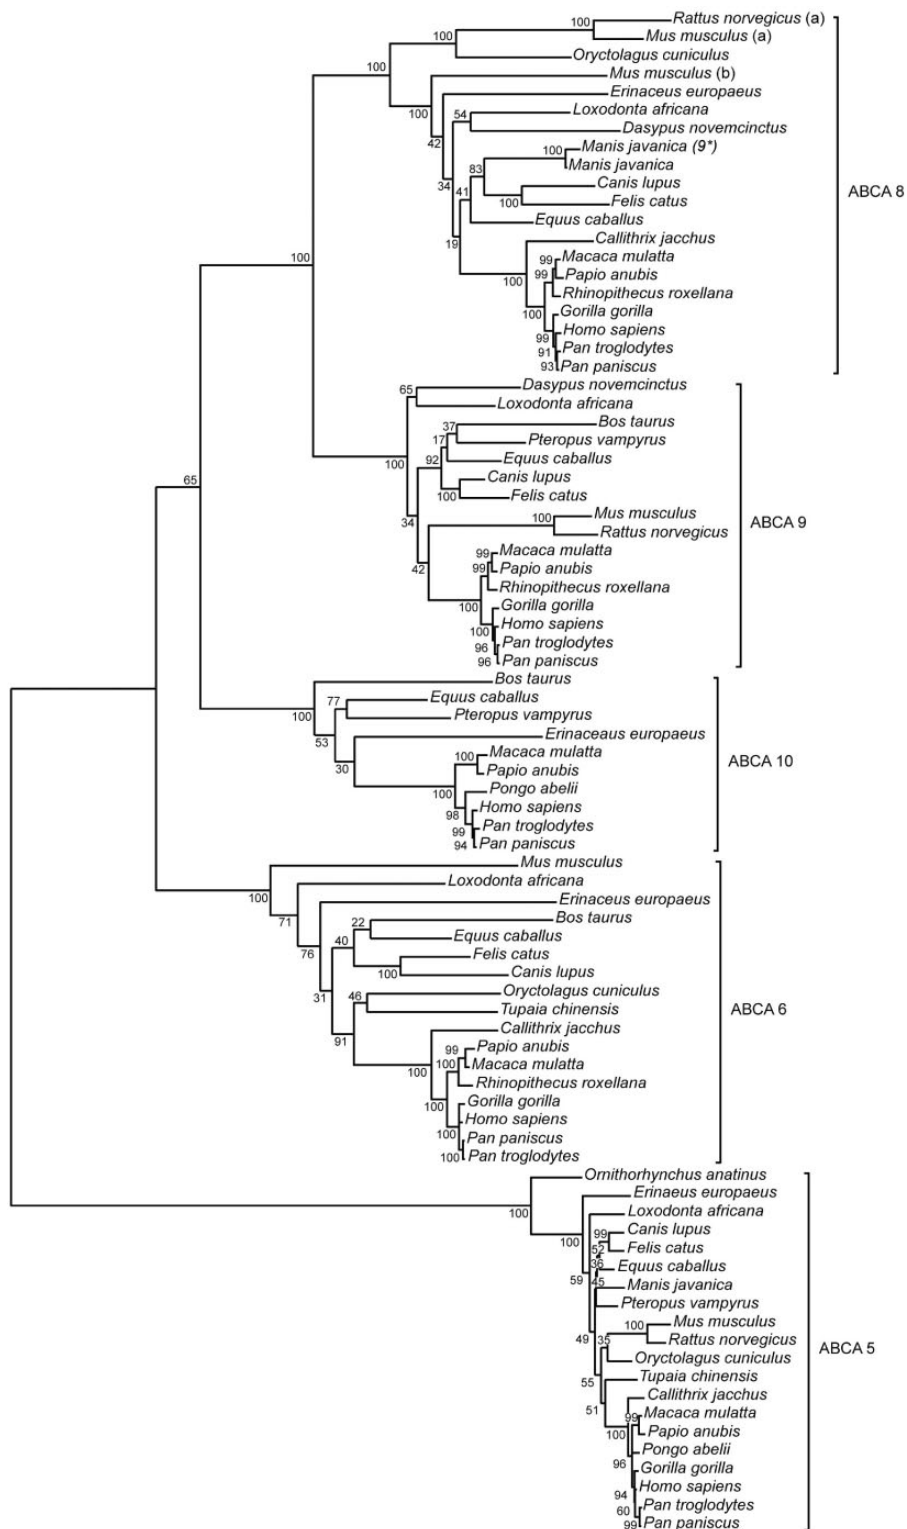 Rattus norvegicus (a)
100
Mus musculus (a)
100
Oryctolagus cuniculus
100
Mus musculus (b)
Erinaceus europaeus
100
Loxodonta africana
54
Dasypus novemcinctus
42
Manis javanica (9*)
100
Manis javanica
83
Canis lupus
34
ABCA 8
41
100
Felis catus
Equus caballus
19
Callithrix jacchus
Macaca mulatta
100
99
Papio anubis
100
99
Rhinopithecus roxellana
Gorilla gorilla
100
Homo sapiens
99
Pan troglodytes
91
Pan paniscus
93
Dasypus novemcinctus
65
Loxodonta africana
Bos taurus
37
Pteropus vampyrus
17
Equus caballus
100
92
Canis lupus
65
Felis catus
100
Mus musculus
100
34
ABCA 9
Rattus norvegicus
Macaca mulatta
99
Papio anubis
42
99
Rhinopithecus roxellana
Gorilla gorilla
100
Homo sapiens
100
Pan troglodytes
96
Pan paniscus
96
Bos taurus
Equus caballus
77
Pteropus vampyrus
100
Erinaceaus europaeus
53
Macaca mulatta
100
ABCA 10
30
Papio anubis
Pongo abelii
100
Homo sapiens
98
Pan troglodytes
99
Pan paniscus
94
Mus musculus
Loxodonta africana
100
Erinaceus europaeus
Bos taurus
71
22
Equus caballus
40
Felis catus
76
Canis lupus
100
Oryctolagus cuniculus
31
46
Tupaia chinensis
ABCA 6
Callithrix jacchus
91
Papio anubis
99
Macaca mulatta
100
100
Rhinopithecus roxellana
Gorilla gorilla
100
Homo sapiens
Pan paniscus
100
Pan troglodytes
100
Ornithorhynchus anatinus
Erinaeus europaeus
100
Loxodonta africana
Canis lupus
99
100
Felis catus
52
Equus caballus
36
59
45
Manis javanica
Pteropus vampyrus
Mus musculus
100
49
35
Rattus norvegicus
ABCA 5
Oryctolagus cuniculus
Tupaia chinensis
55
Callithrix jacchus
51
Macaca mulatta
99
Papio anubis
100
Pongo abelii
96
Gorilla gorilla
Homo sapiens
94
Pan troglodytes
60
Pan paniscus
99